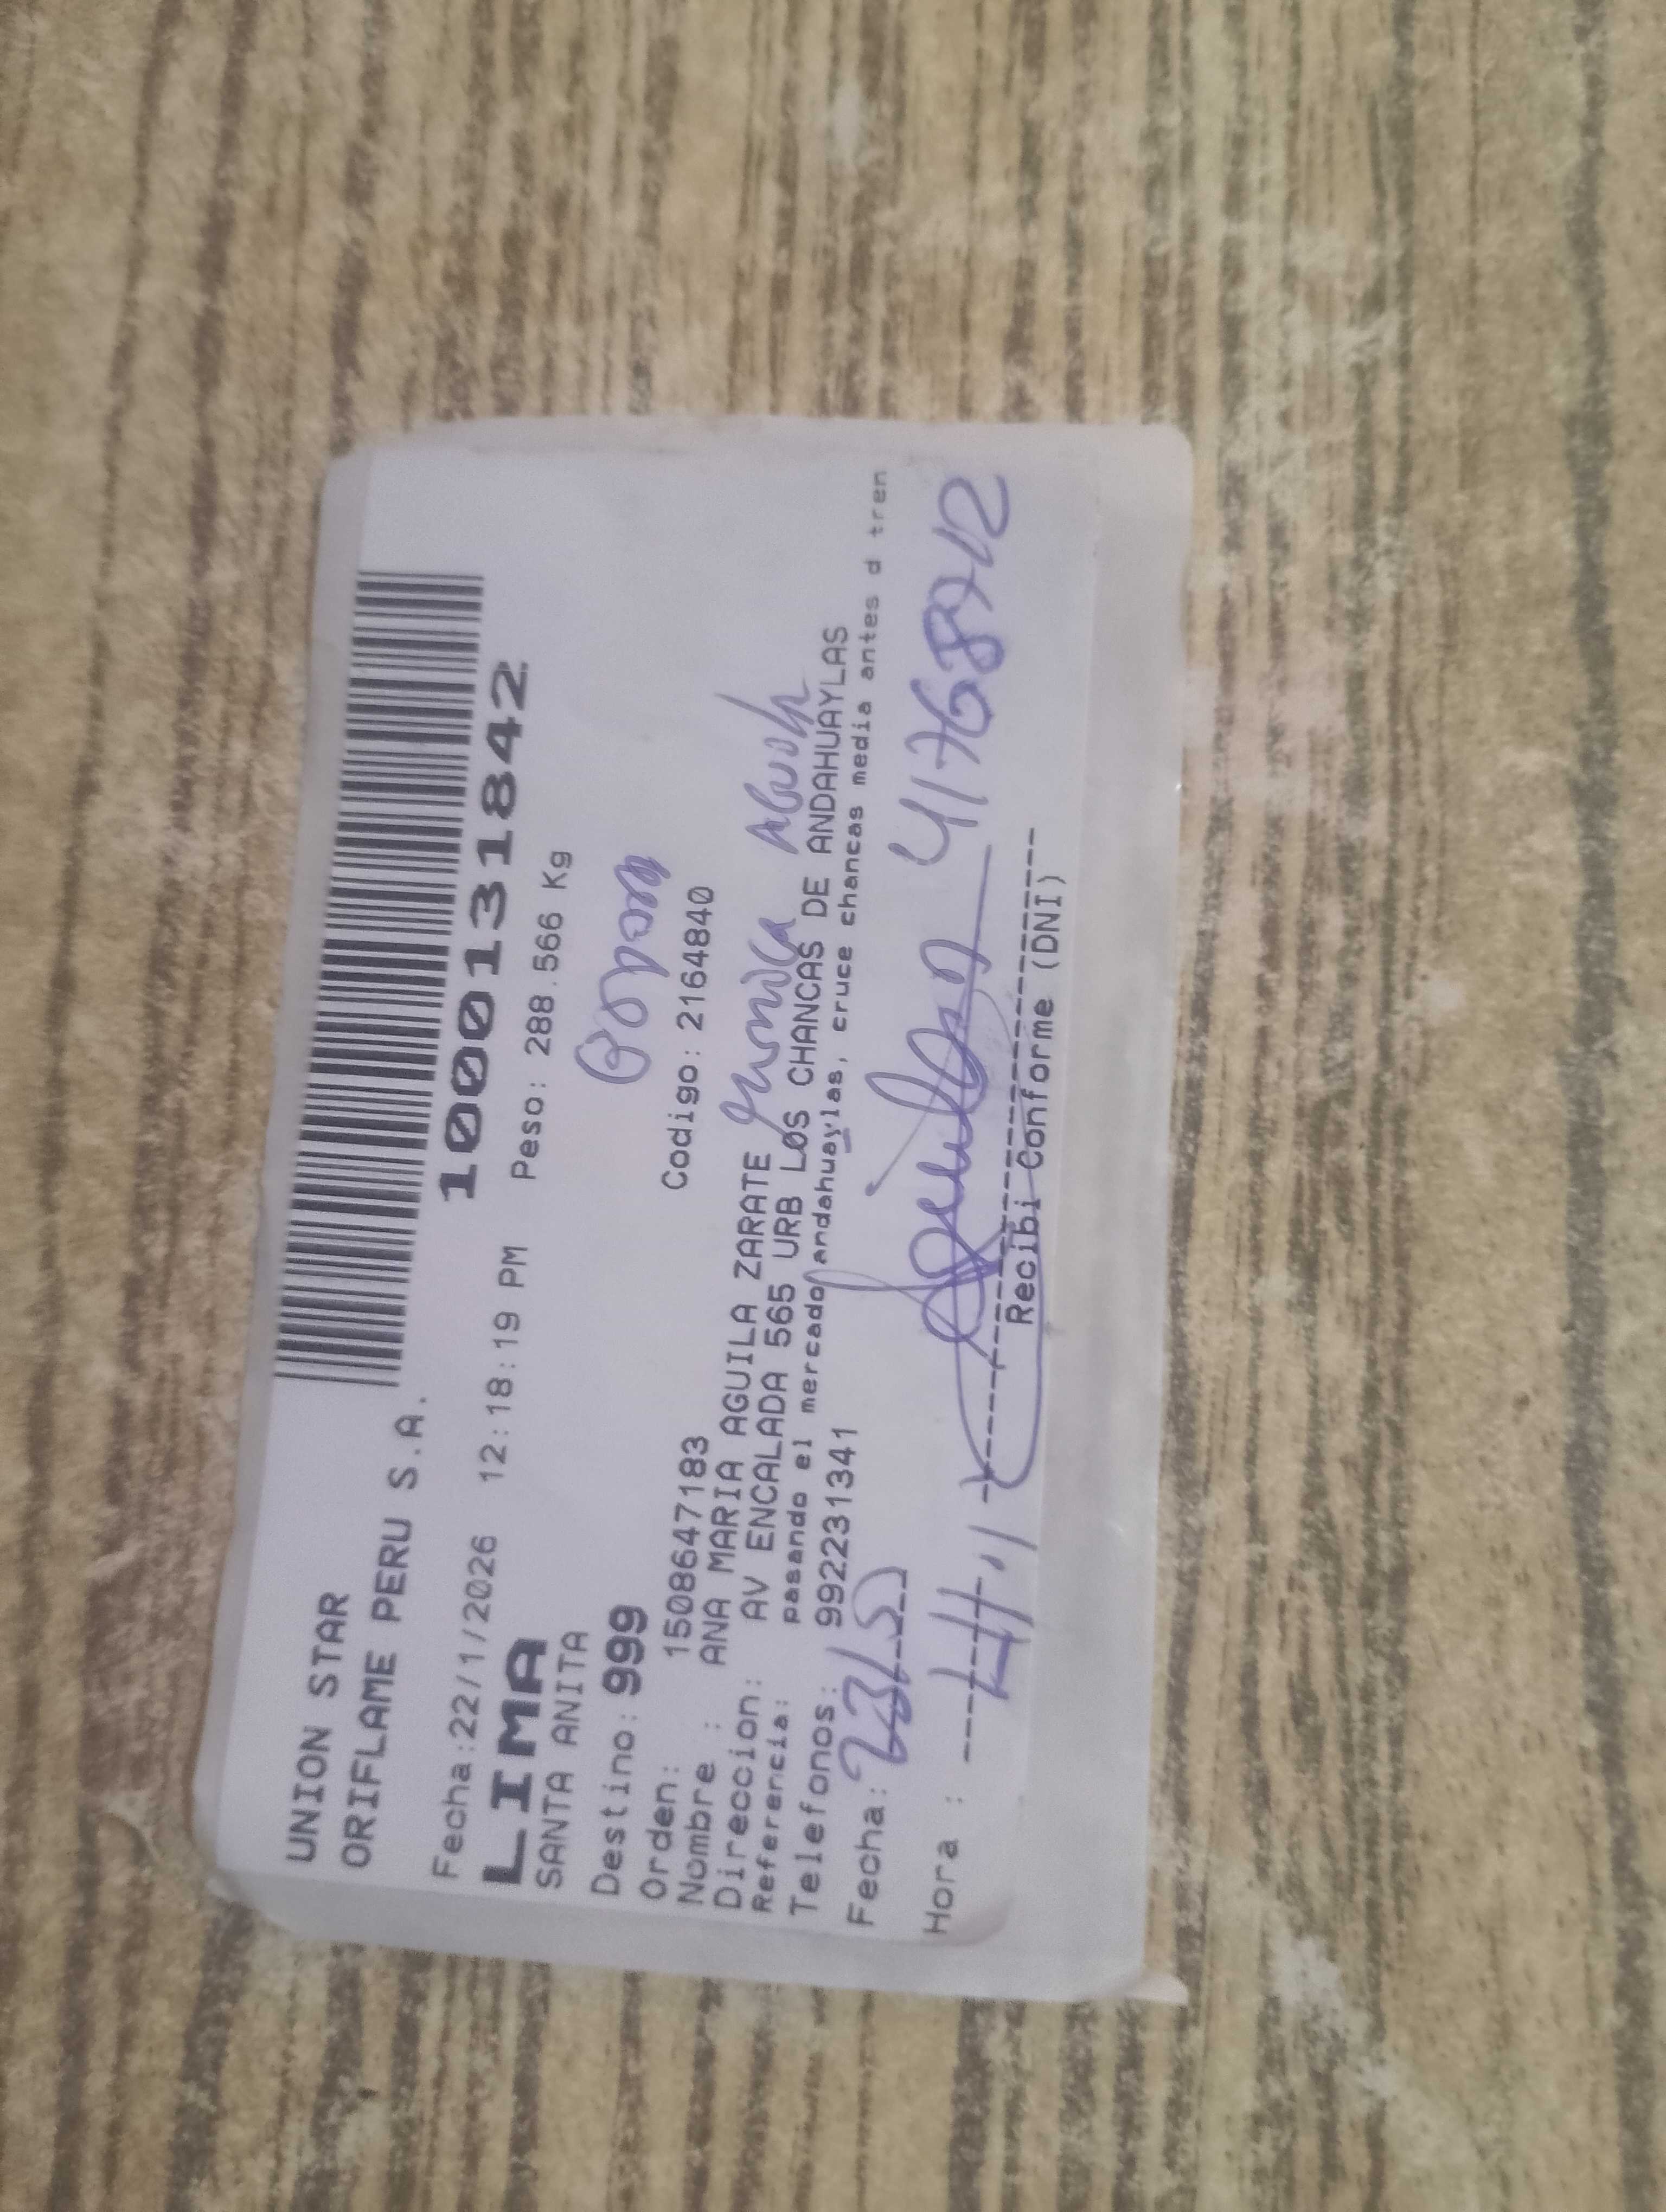 UNION STAR
ORIFLAME PERU S.A.
Fecha:22/1/2026 12:18:19 PM
1000131842
LIMA
Peso: 288.566 Kg
SANTA ANITA
Destino: 999
Orden: 1508647183 Codigo: 2164840
Nombre : ANA MARIA AGUILA ZARATE
Direccion: AV ENCALADA 565 URB LOS CHANCAS DE ANDAHUAYLAS
Referencia: pasando el mercado andahuaylas, cruce chancas media antes d tren
Telefonos: 992231341
Fecha:
Hora :
Recibi Conforme (DNI)